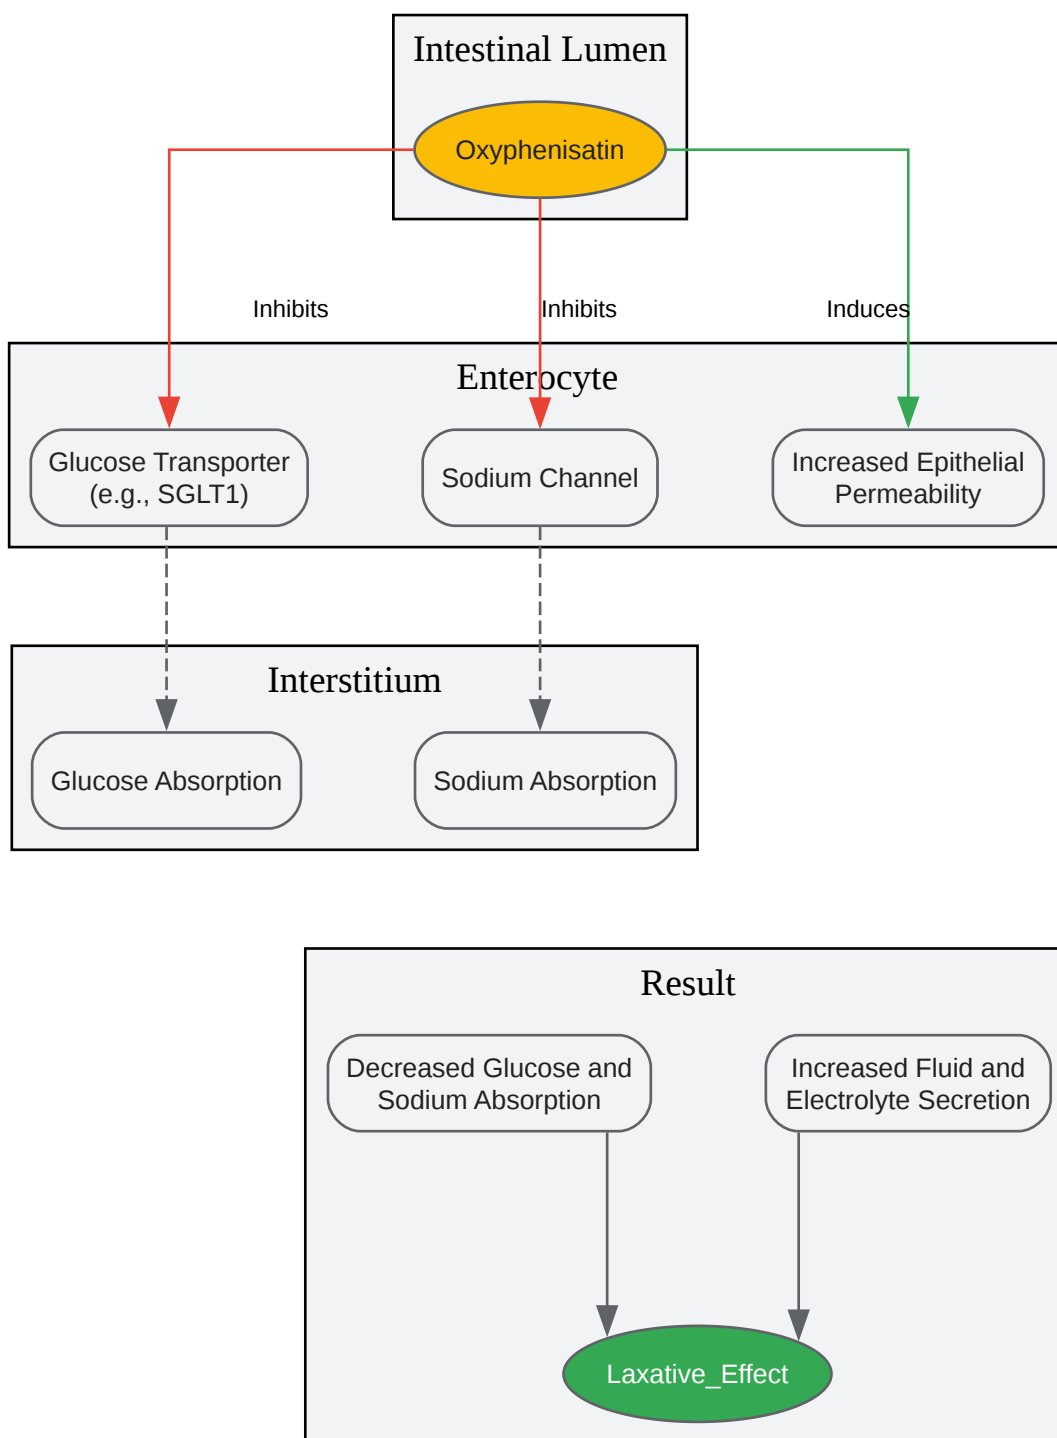 Intestinal Lumen
Oxyphenisatin
Inhibits
Inhibits
Induces
Enterocyte
Glucose Transporter
(e.g., SGLT1)
Sodium Channel
Increased Epithelial
Permeability
Interstitium
Glucose Absorption
Sodium Absorption
Result
Decreased Glucose and
Sodium Absorption
Increased Fluid and
Electrolyte Secretion
Laxative_Effect